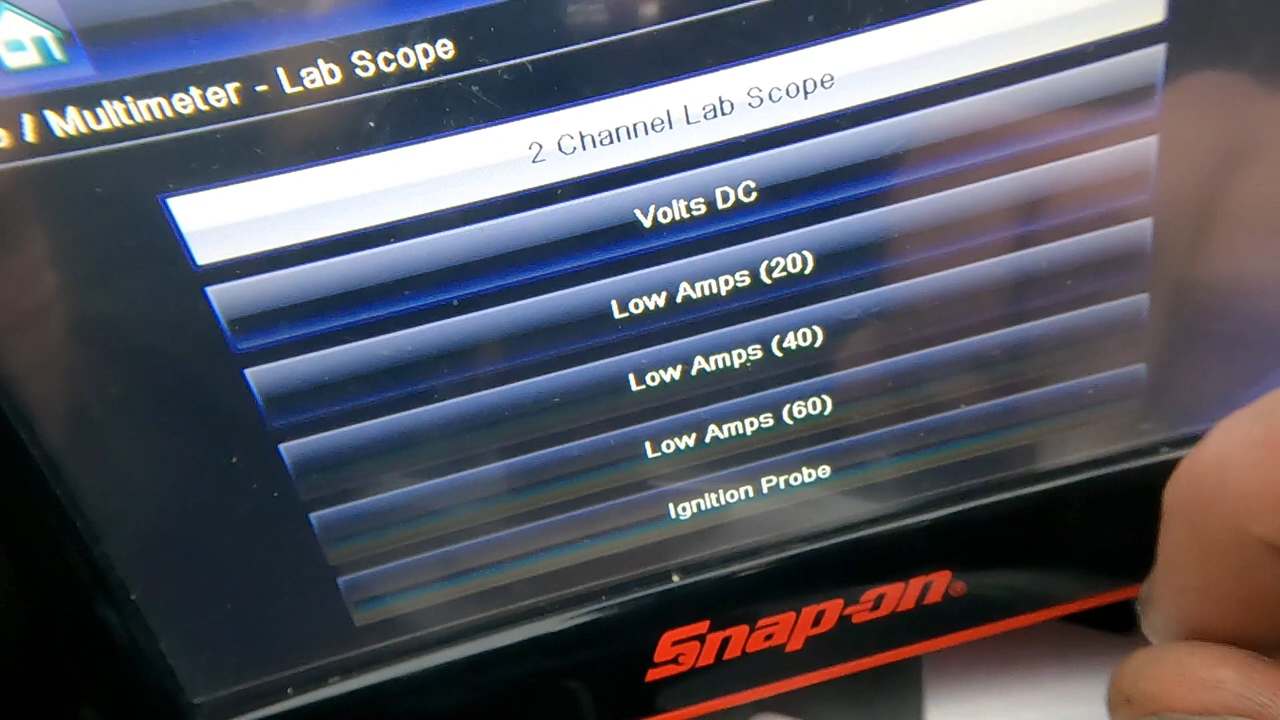 / Multimeter - Lab Scope
2 Channel Lab Scope
Volts DC
Low Amps (20)
Low Amps (40)
Low Amps (60)
Ignition Probe
Snap-on®